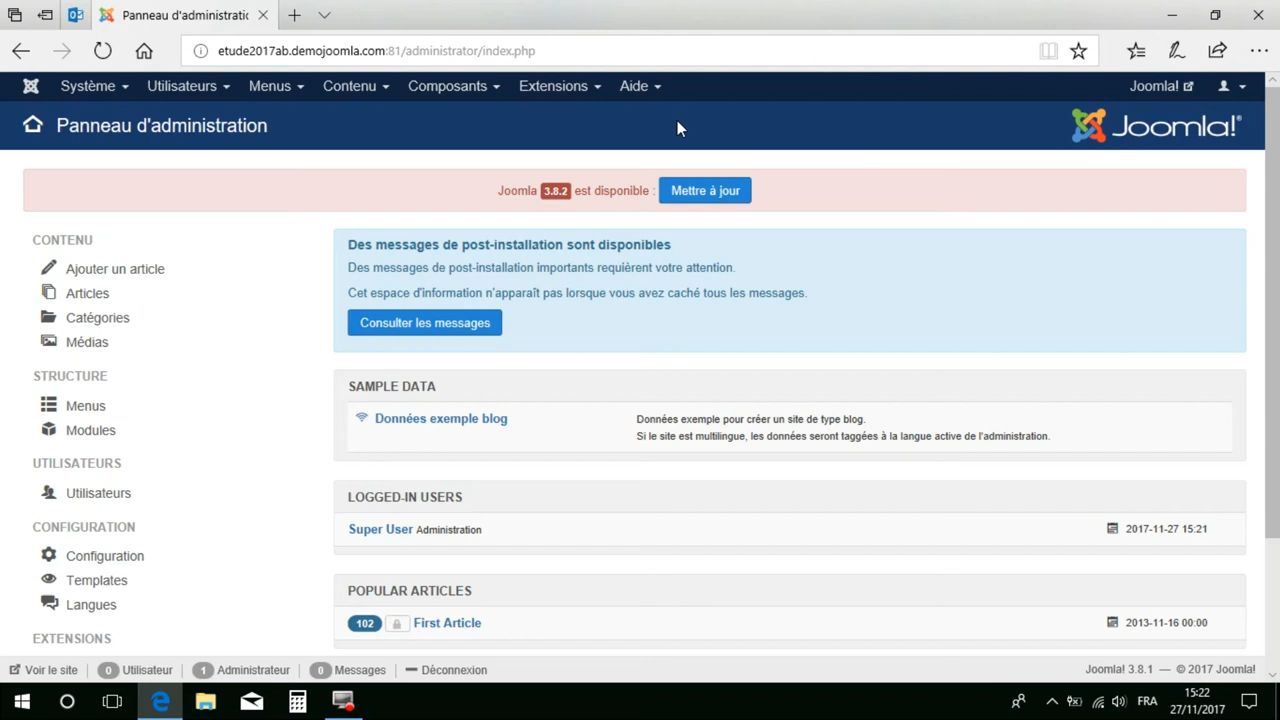 Panneau d'administratic
etude2017ab.demojoomla.com:81/administrator/index.php
Système Utilisateurs Menus Contenu Composants Extensions Aide Joomla!
Panneau d'administration
Joomla!®
Joomla 3.8.2 est disponible : Mettre à jour
CONTENU
Ajouter un article
Articles
Catégories
Médias
STRUCTURE
Menus
Modules
UTILISATEURS
Utilisateurs
CONFIGURATION
Configuration
Templates
Langues
EXTENSIONS
Des messages de post-installation sont disponibles
Des messages de post-installation importants requièrent votre attention.
Cet espace d'information n'apparaît pas lorsque vous avez caché tous les messages.
Consulter les messages
SAMPLE DATA
Données exemple blog
Données exemple pour créer un site de type blog.
Si le site est multilingue, les données seront taggées à la langue active de l'administration.
LOGGED-IN USERS
Super User Administration 2017-11-27 15:21
POPULAR ARTICLES
102 First Article 2013-11-16 00:00
Voir le site 0 Utilisateur 1 Administrateur 0 Messages Déconnexion Joomla! 3.8.1 — © 2017 Joomla!
FRA
15:22
27/11/2017